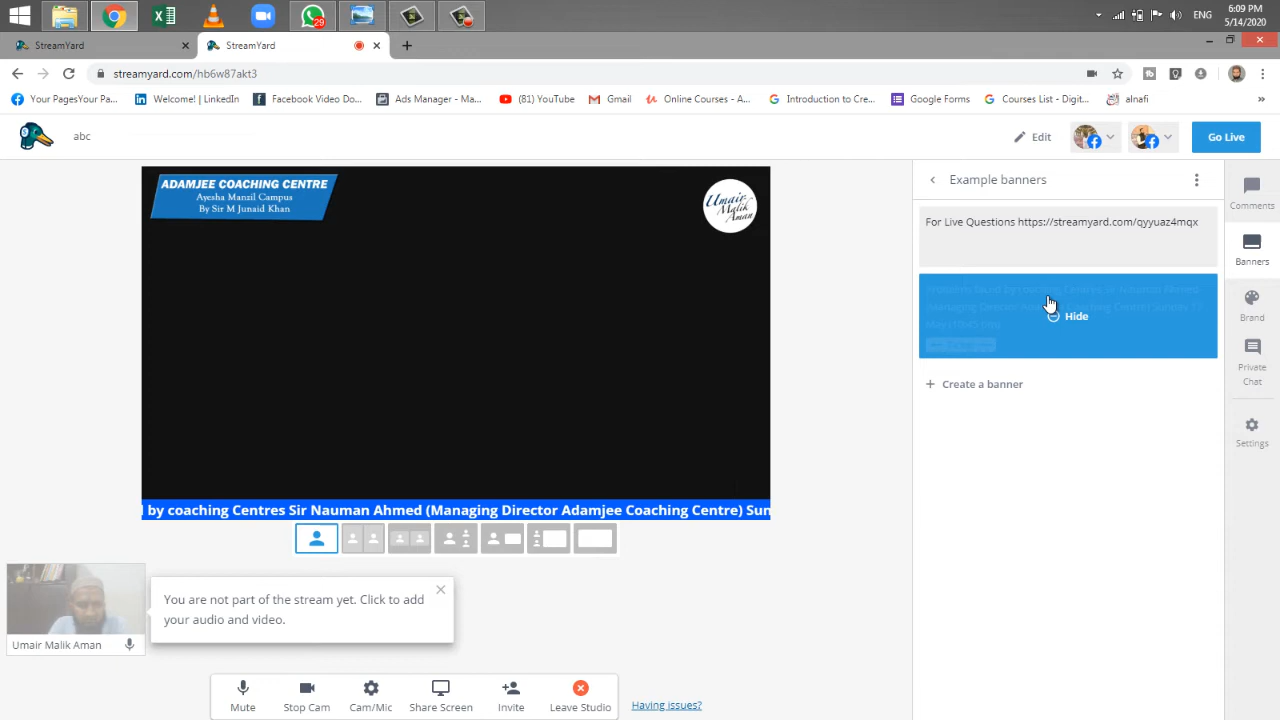 29
6:09 PM
ENG
5/14/2020
StreamYard
StreamYard
streamyard.com/hb6w87akt3
Your PagesYour Pa...
Welcome! | LinkedIn
Facebook Video Do...
Ads Manager - Ma...
(81) YouTube
Gmail
Online Courses - A...
Introduction to Cre...
Google Forms
Courses List - Digit...
alnafi
abc
Edit
Go Live
ADAMJEE COACHING CENTRE
Ayesha Manzil Campus
By Sir M Junaid Khan
Umair
Malik
Aman
Example banners
For Live Questions https://streamyard.com/qyyuaz4mqx
Hide
Create a banner
Comments
Banners
Brand
Private
Chat
Settings
by coaching Centres Sir Nauman Ahmed (Managing Director Adamjee Coaching Centre) Sun
You are not part of the stream yet. Click to add
your audio and video.
Umair Malik Aman
Mute
Stop Cam
Cam/Mic
Share Screen
Invite
Leave Studio
Having issues?